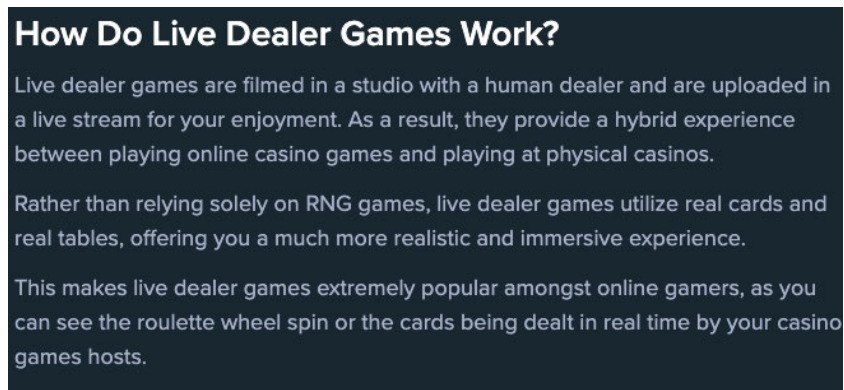 How Do Live Dealer Games Work?
Live dealer games are filmed in a studio with a human dealer and are uploaded in
a live stream for your enjoyment. As a result, they provide a hybrid experience
between playing online casino games and playing at physical casinos.
Rather than relying solely on RNG games, live dealer games utilize real cards and
real tables, offering you a much more realistic and immersive experience.
This makes live dealer games extremely popular amongst online gamers, as you
can see the roulette wheel spin or the cards being dealt in real time by your casino
games hosts.